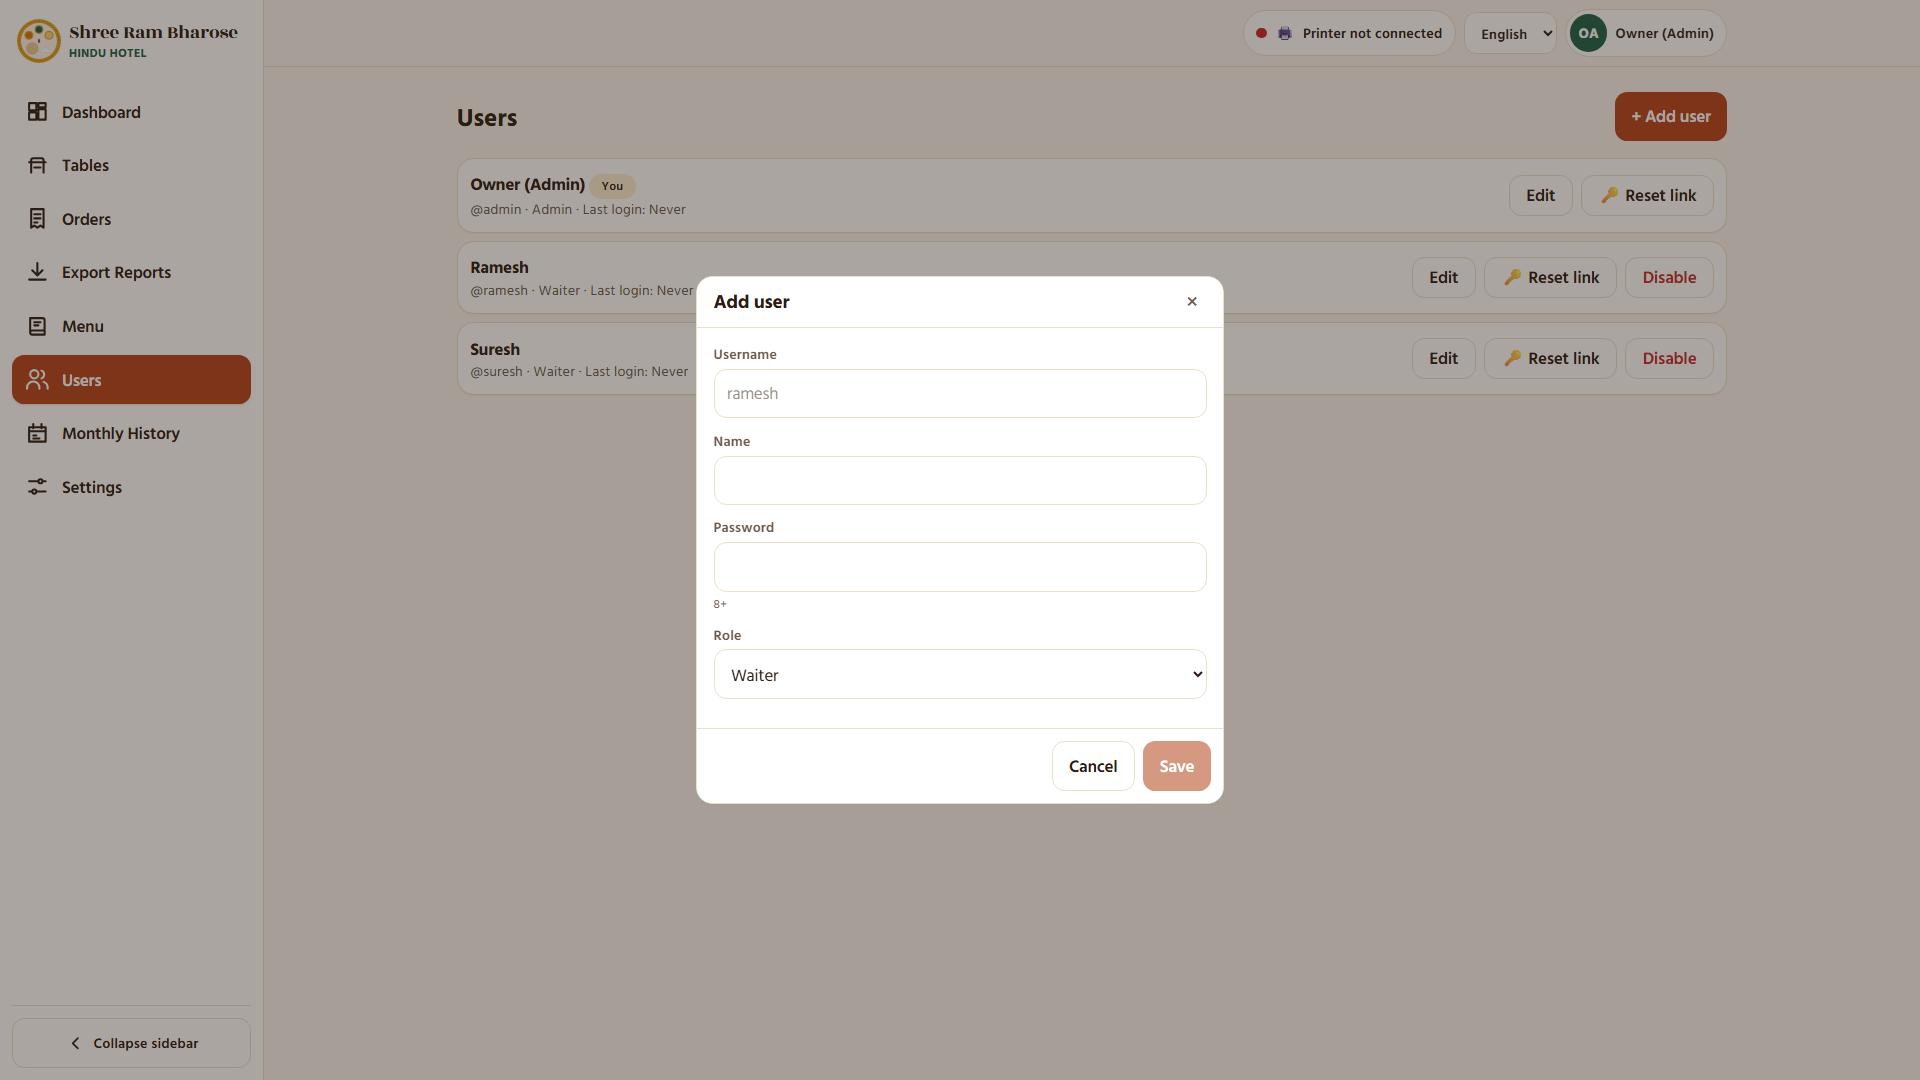 Shree Ram Bharose
HINDU HOTEL
Dashboard
Tables
Orders
Export Reports
Menu
Users
Monthly History
Settings
Collapse sidebar
Printer not connected
English
OA
Owner (Admin)
Users
+ Add user
Owner (Admin) You
@admin · Admin · Last login: Never
Edit
Reset link
Ramesh
@ramesh · Waiter · Last login: Never
Edit
Reset link
Disable
Suresh
@suresh · Waiter · Last login: Never
Edit
Reset link
Disable
Add user
×
Username
ramesh
Name
Password
8+
Role
Waiter
Cancel
Save